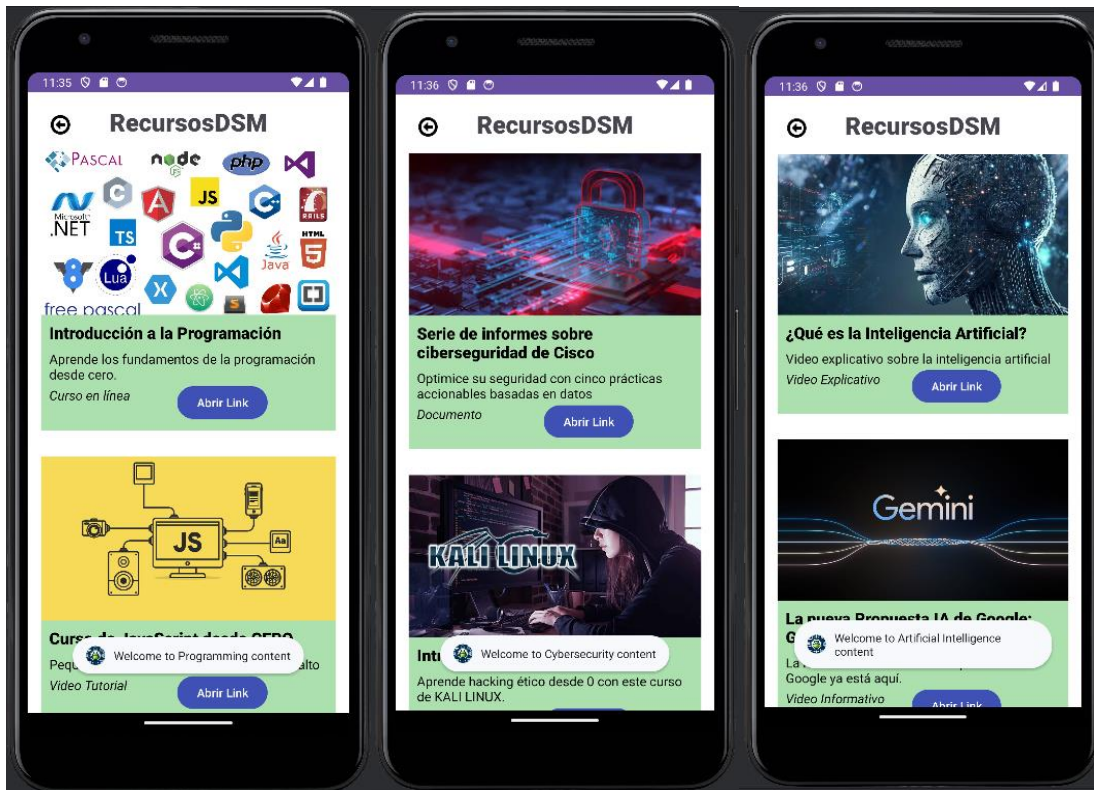 11:35
RecursosDSM
PASCAL
node
php
Microsoft
.NET
C
JS
C++
RAILS
TS
C#
Java
HTML
5
8
Lua
X
S
free pascal
Introducción a la Programación
Aprende los fundamentos de la programación
desde cero.
Curso en línea
Abrir Link
JS
Aa
Curso de JavaScript desde CERO
Welcome to Programming content
Video Tutorial
Abrir Link
11:36
RecursosDSM
Serie de informes sobre
ciberseguridad de Cisco
Optimice su seguridad con cinco prácticas
accionables basadas en datos
Documento
Abrir Link
KALI LINUX
Welcome to Cybersecurity content
Aprende hacking ético desde 0 con este curso
de KALI LINUX.
11:36
RecursosDSM
¿Qué es la Inteligencia Artificial?
Video explicativo sobre la inteligencia artificial
Video Explicativo
Abrir Link
Gemini
La nueva Propuesta IA de Google:
Welcome to Artificial Intelligence
content
Google ya está aquí.
Video Informativo
Abrir Link